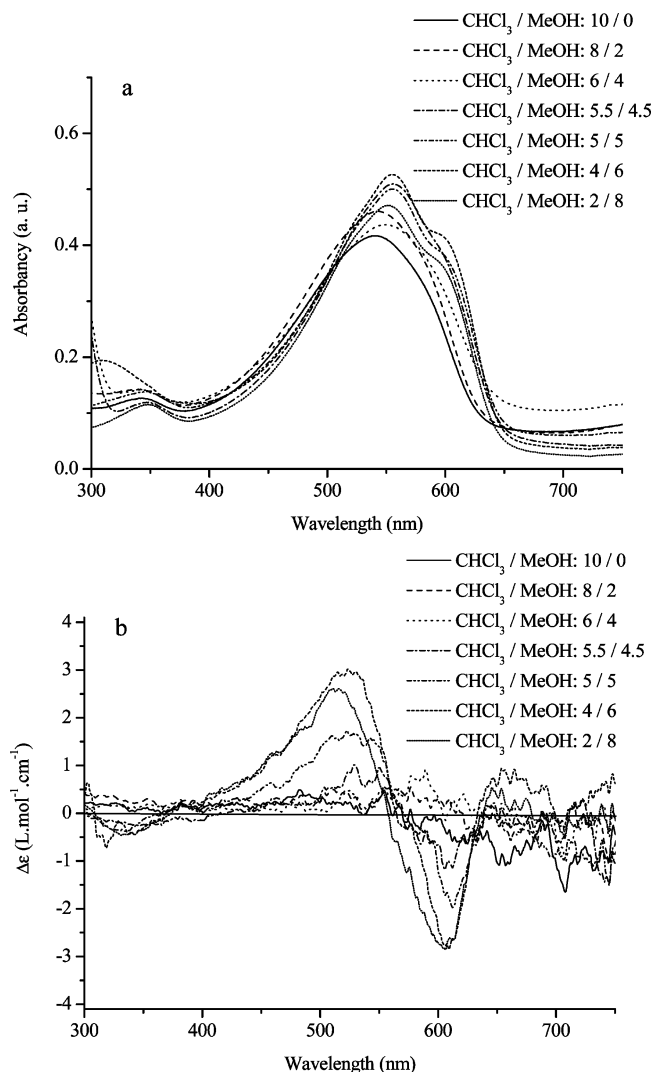 CHCl3 / MeOH: 10 / 0
CHCl3 / MeOH: 8 / 2
CHCl3 / MeOH: 6 / 4
CHCl3 / MeOH: 5.5 / 4.5
CHCl3 / MeOH: 5 / 5
CHCl3 / MeOH: 4 / 6
CHCl3 / MeOH: 2 / 8
a
0.6
0.4
0.2
0.0
Absorbancy (a. u.)
300 400 500 600 700
Wavelength (nm)
CHCl3 / MeOH: 10 / 0
CHCl3 / MeOH: 8 / 2
CHCl3 / MeOH: 6 / 4
CHCl3 / MeOH: 5.5 / 4.5
CHCl3 / MeOH: 5 / 5
CHCl3 / MeOH: 4 / 6
CHCl3 / MeOH: 2 / 8
b
4
3
2
1
0
-1
-2
-3
-4
Δε (L.mol⁻¹.cm⁻¹)
300 400 500 600 700
Wavelength (nm)